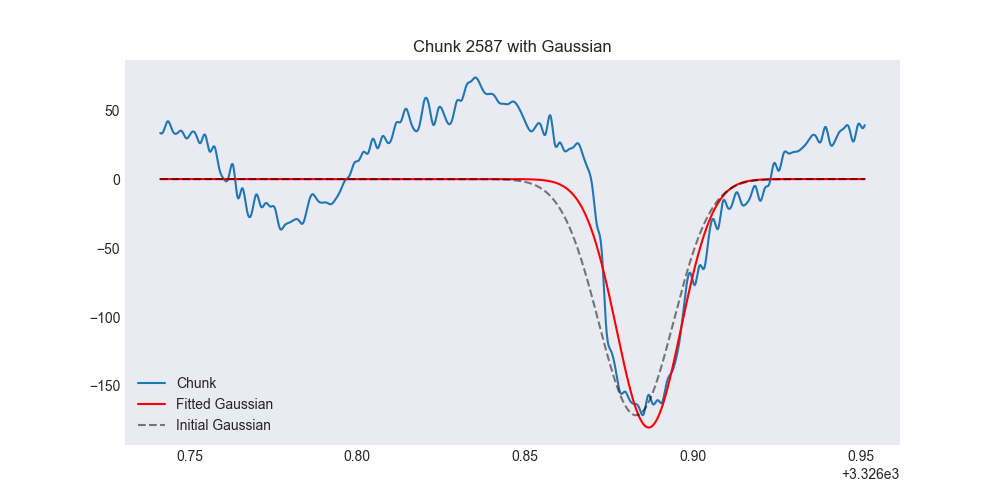 Chunk 2587 with Gaussian
50
0
−50
−100
−150
Chunk
Fitted Gaussian
Initial Gaussian
0.75 0.80 0.85 0.90 0.95
+3.326e3